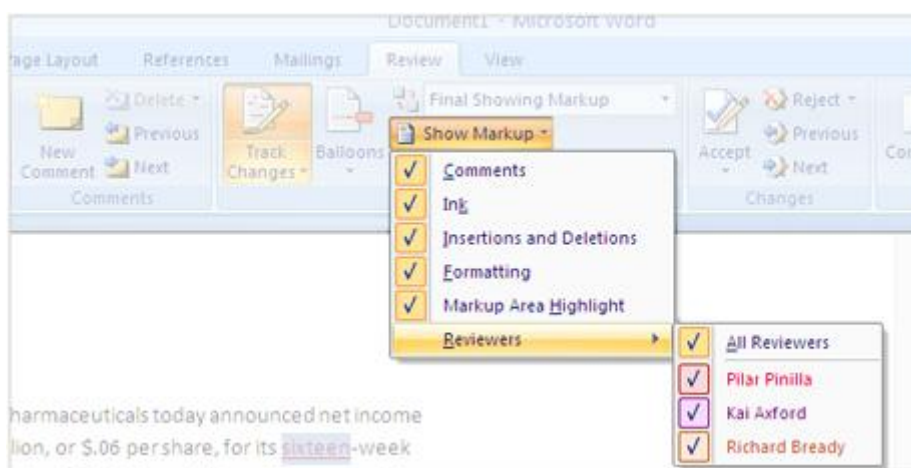 Document1 - Microsoft Word
age Layout References Mailings Review View
New Comment
Delete
Previous
Next
Comments
Track Changes
Balloons
Final Showing Markup
Show Markup
Comments
Ink
Insertions and Deletions
Formatting
Markup Area Highlight
Reviewers
All Reviewers
Pilar Pinilla
Kai Axford
Richard Bready
Accept
Reject
Previous
Next
Changes
Co
harmaceuticals today announced net income
lion, or $.06 per share, for its sixteen-week